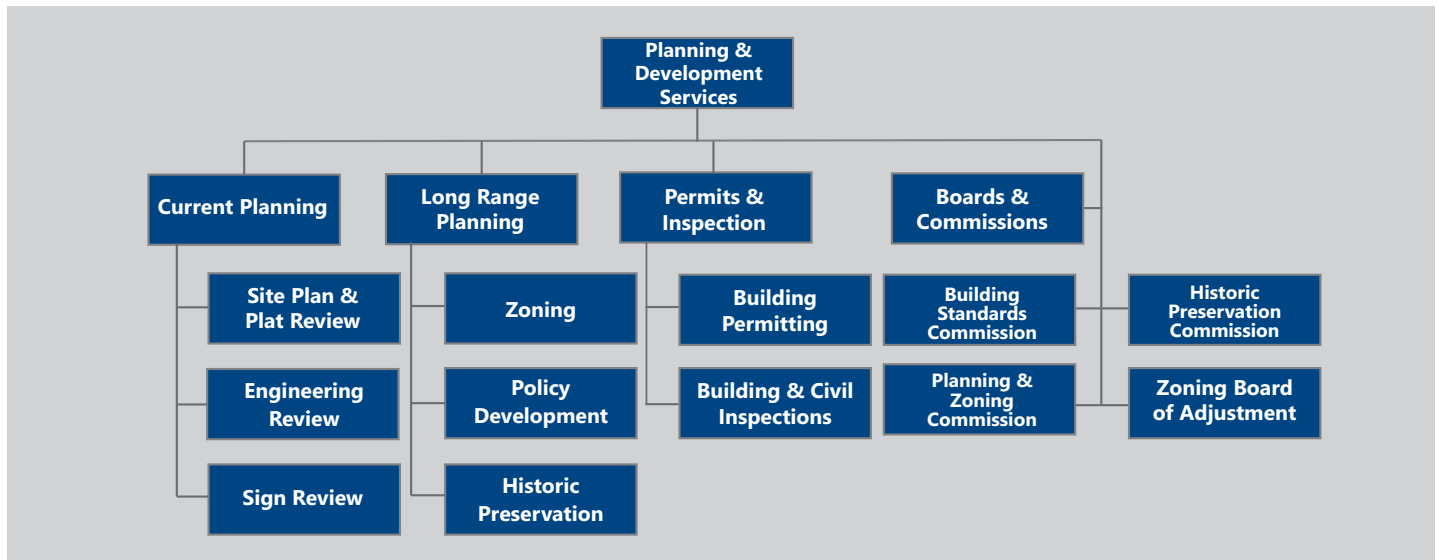 Planning &
Development
Services
Current Planning
Long Range
Planning
Permits &
Inspection
Boards &
Commissions
Site Plan &
Plat Review
Zoning
Building
Permitting
Building
Standards
Commission
Historic
Preservation
Commission
Engineering
Review
Policy
Development
Building & Civil
Inspections
Planning &
Zoning
Commission
Zoning Board
of Adjustment
Sign Review
Historic
Preservation